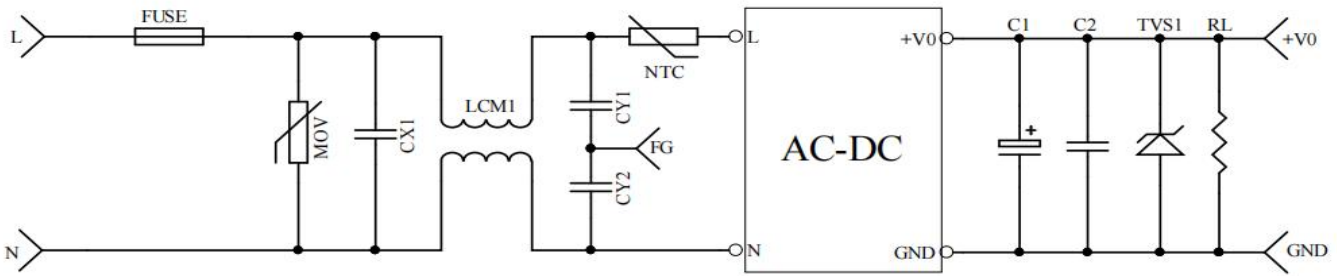 FUSE
L
MOV
CX1
LCM1
CY1
CY2
FG
NTC
L
N
AC-DC
+V0
GND
C1
C2
TVS1
RL
+
+V0
GND
N